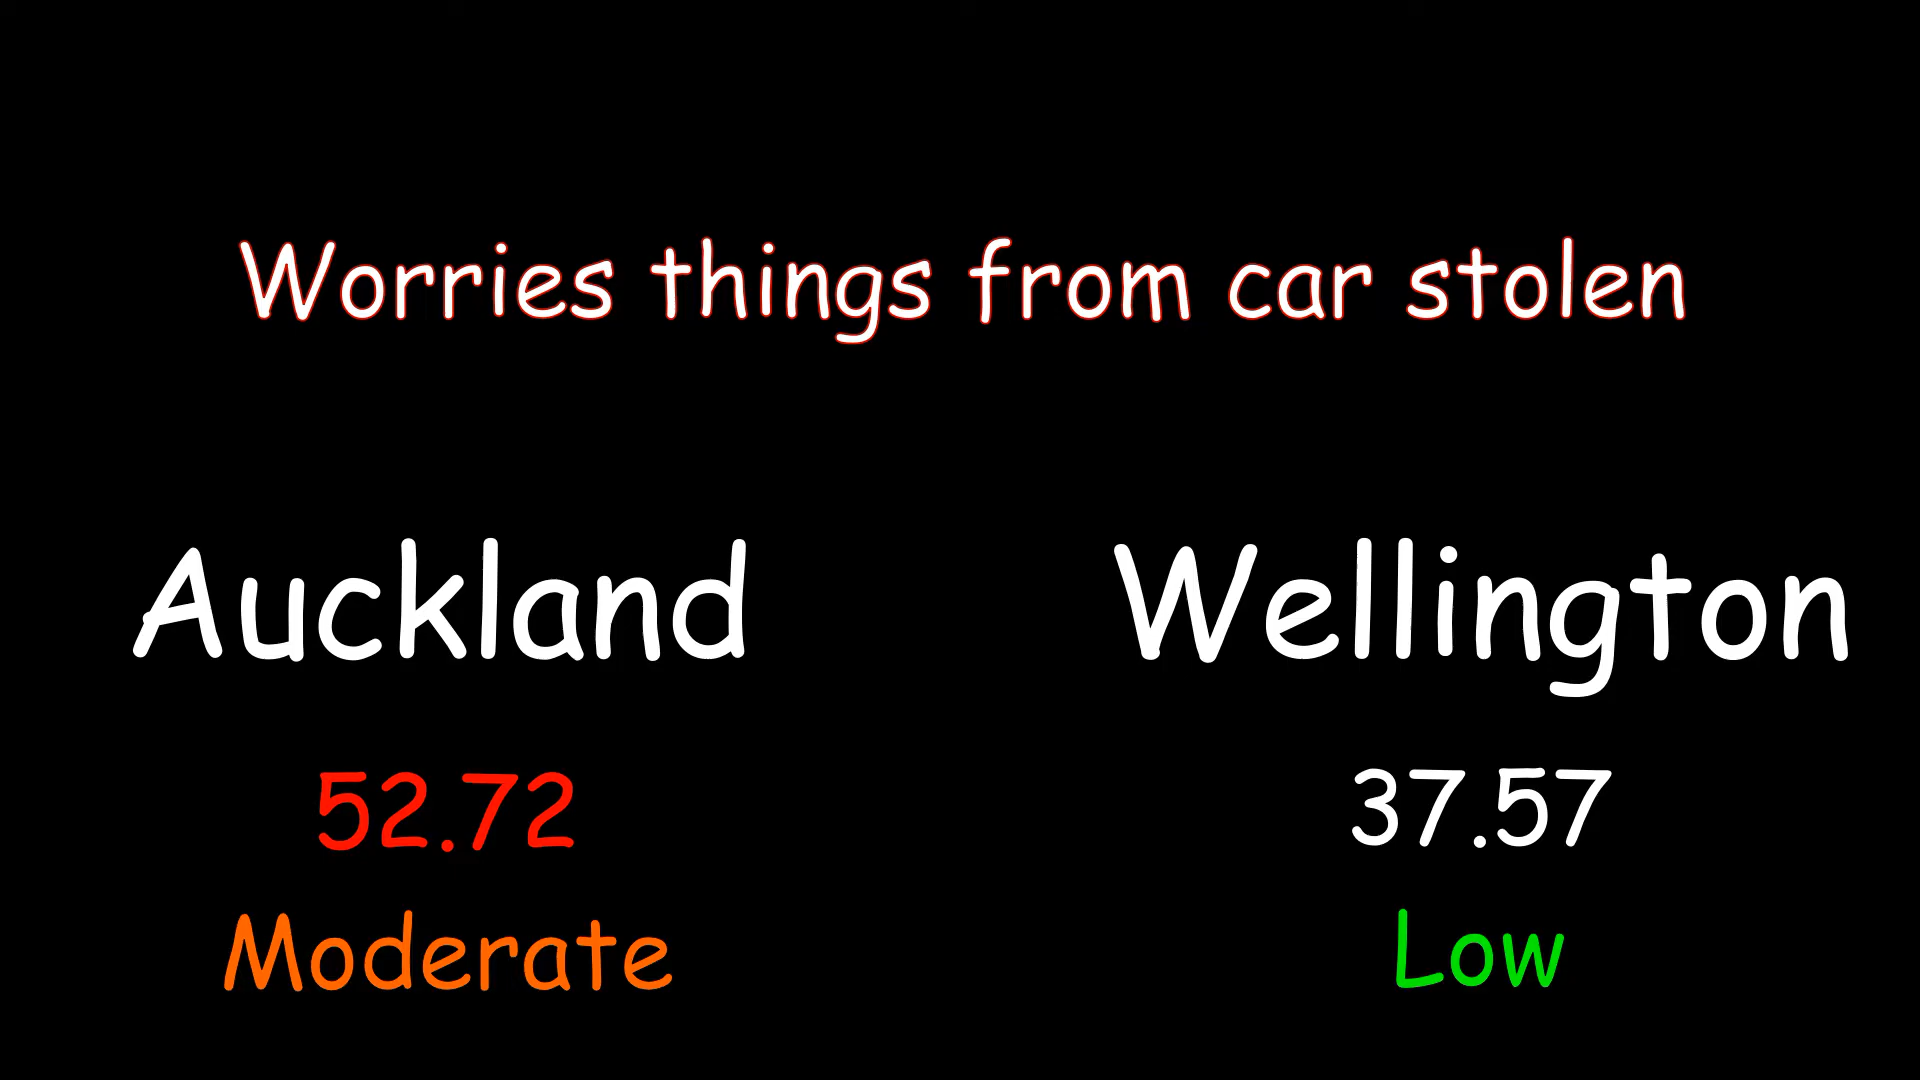 Worries things from car stolen
Auckland
Wellington
52.72
37.57
Moderate
Low